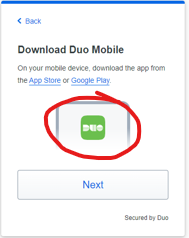 < Back
Download Duo Mobile
On your mobile device, download the app from
the App Store or Google Play.
DUO
Next
Secured by Duo